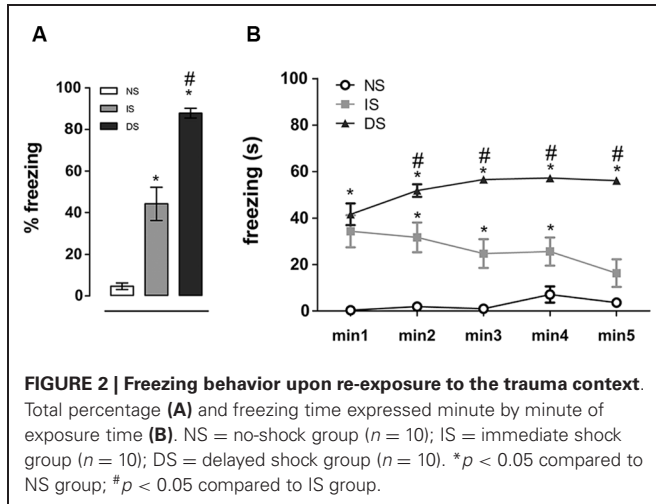 A
NS
IS
DS
#
*
*
100
80
60
40
20
0
% freezing
B
NS
IS
DS
100
80
60
40
20
0
freezing (s)
# # # #
* * * * *
* * *
min1 min2 min3 min4 min5
FIGURE 2 | Freezing behavior upon re-exposure to the trauma context.
Total percentage (A) and freezing time expressed minute by minute of
exposure time (B). NS = no-shock group (n = 10); IS = immediate shock
group (n = 10); DS = delayed shock group (n = 10). *p < 0.05 compared to
NS group; #p < 0.05 compared to IS group.